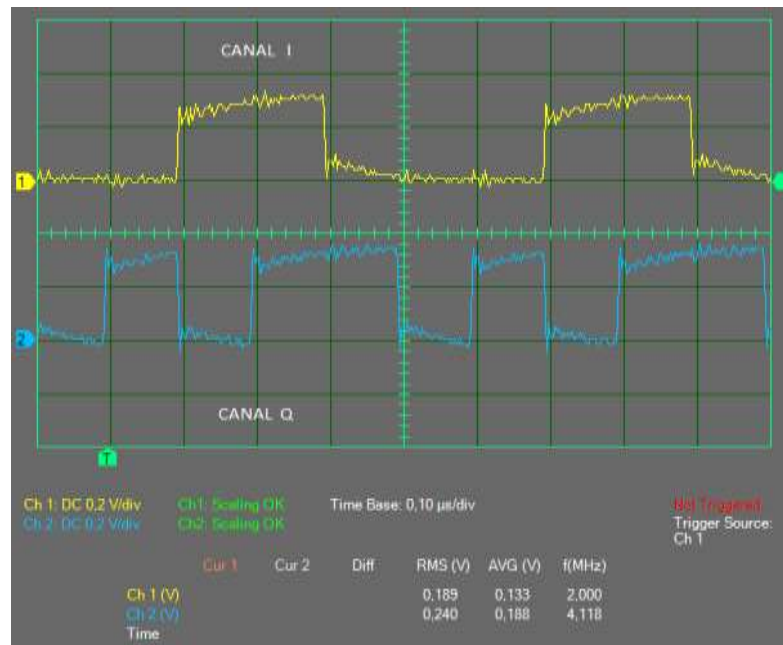 CANAL I
1
2
CANAL Q
T
Ch 1: DC 0,2 V/div Ch1: Scaling OK Time Base: 0,10 µs/div Not Triggered
Ch 2: DC 0,2 V/div Ch2: Scaling OK Trigger Source:
Ch 1
Cur 1 Cur 2 Diff RMS (V) AVG (V) f(MHz)
Ch 1 (V) 0,189 0,133 2,000
Ch 2 (V) 0,240 0,188 4,118
Time